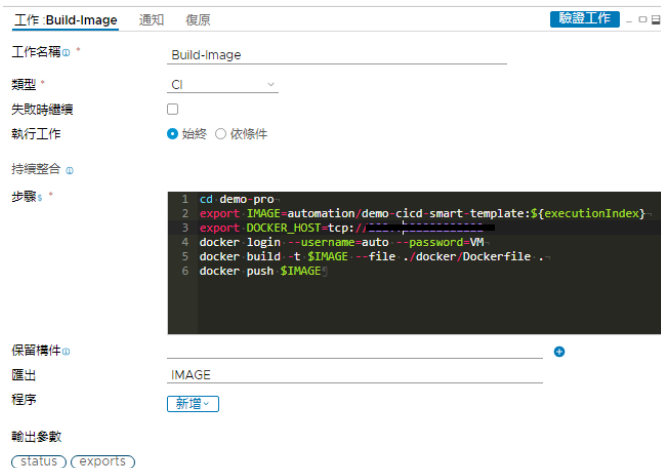 工作 :Build-Image 通知 復原 驗證工作
工作名稱 * Build-Image
類型 * CI
失敗時繼續
執行工作 始終 依條件
持續整合
步驟 *
1 cd demo-pro
2 export IMAGE=automation/demo-cicd-smart-template:${executionIndex}
3 export DOCKER_HOST=tcp://
4 docker login --username=auto --password=VM
5 docker build -t $IMAGE --file ./docker/Dockerfile .
6 docker push $IMAGE
保留構件
匯出 IMAGE
程序 新增
輸出參數
status exports